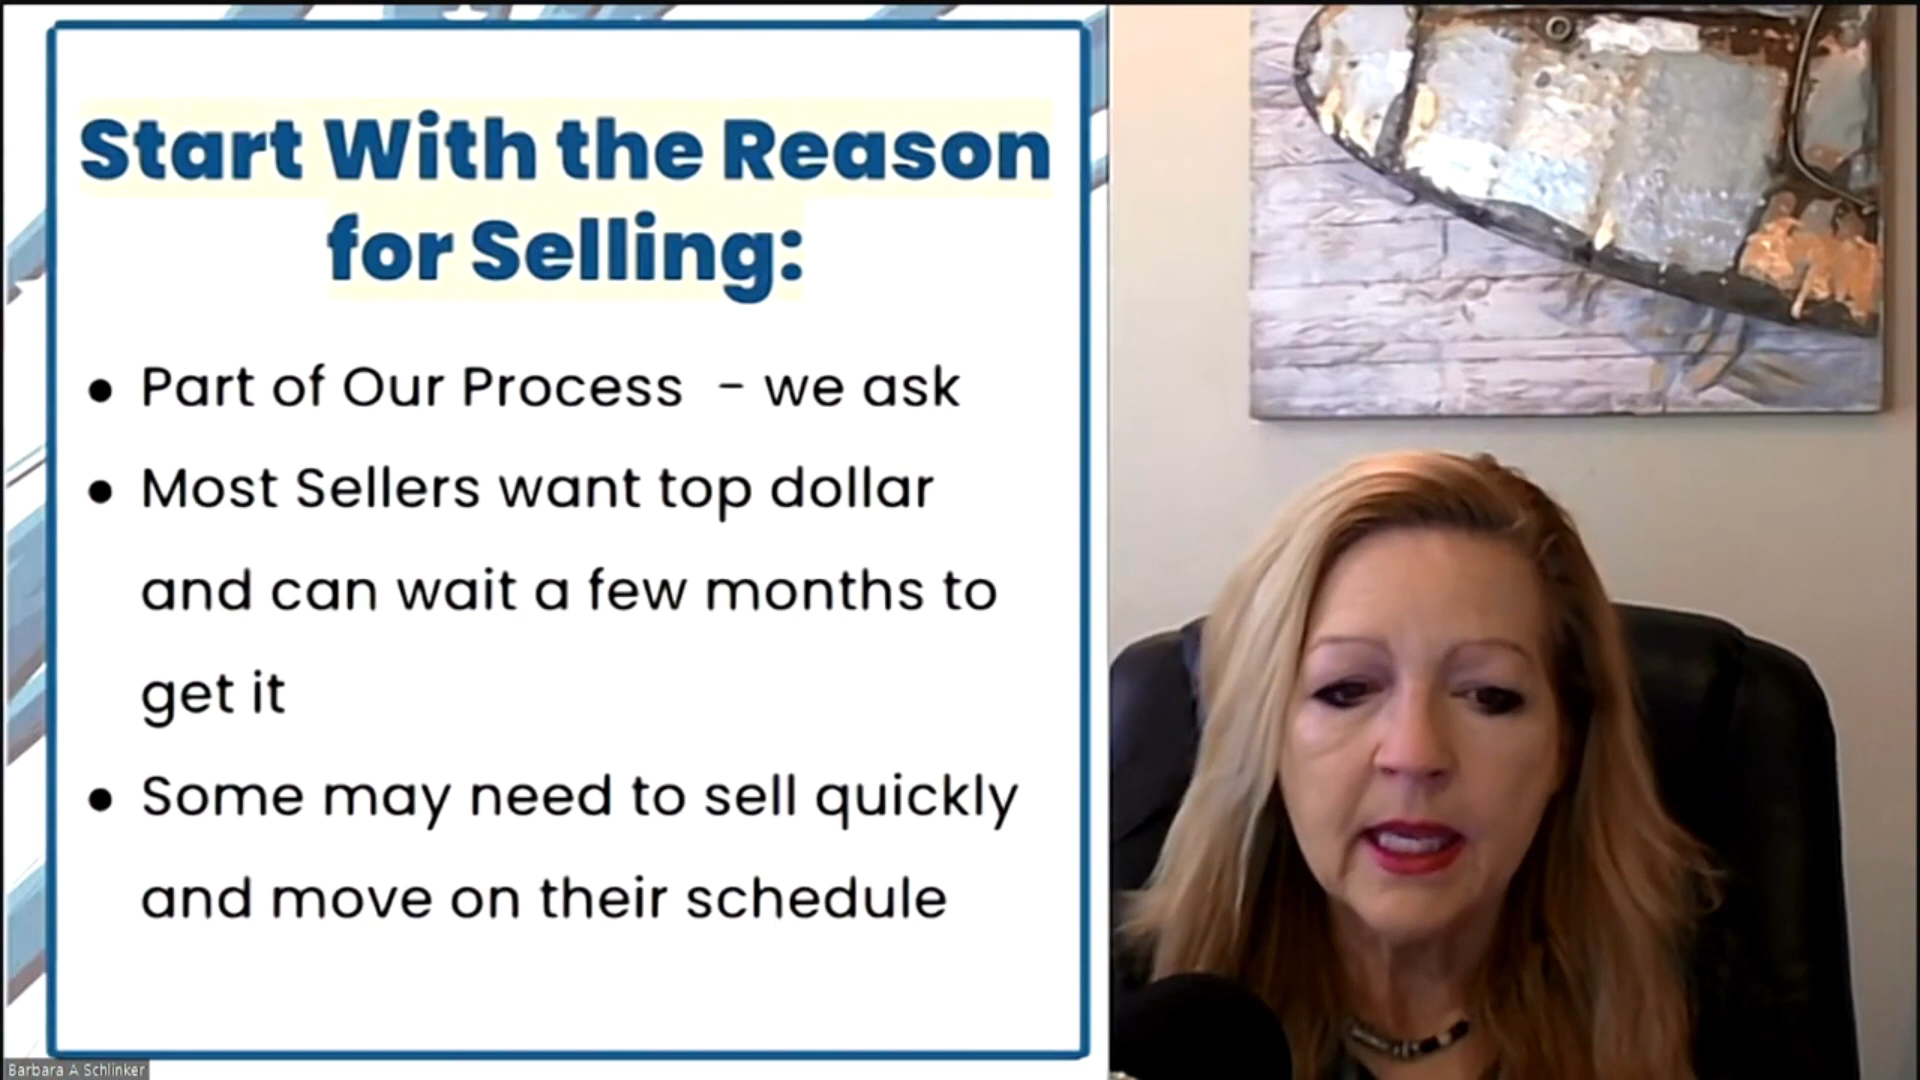 Start With the Reason
for Selling:
● Part of Our Process - we ask
● Most Sellers want top dollar
and can wait a few months to
get it
● Some may need to sell quickly
and move on their schedule
Barbara A Schlinker